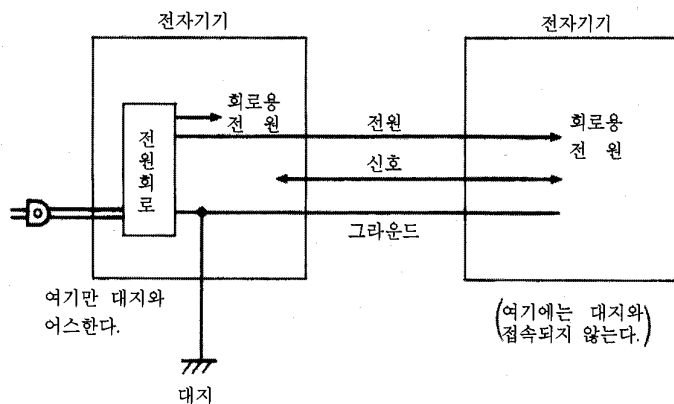 전자기기
전자기기
회로용
전 원
전원회로
전원
회로용
전 원
신호
그라운드
여기만 대지와
어스한다.
(여기에는 대지와
접속되지 않는다.)
대지